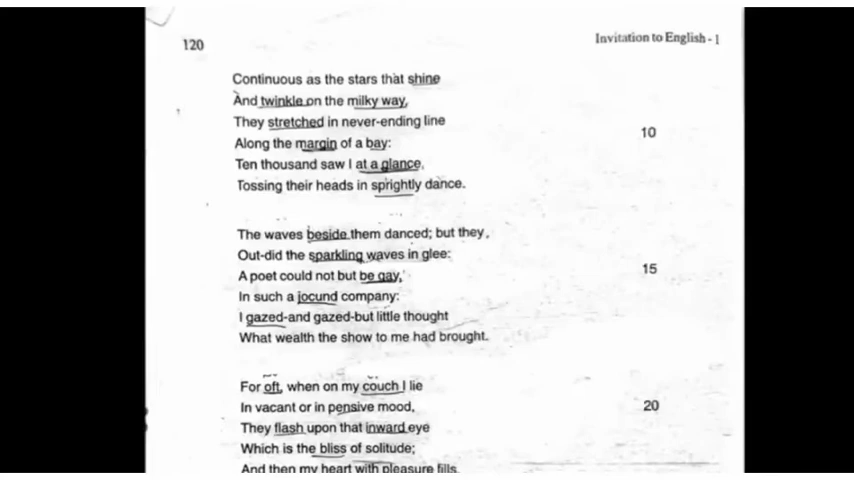 120
Invitation to English - 1
Continuous as the stars that shine
And twinkle on the milky way,
They stretched in never-ending line
Along the margin of a bay:
10
Ten thousand saw I at a glance,
Tossing their heads in sprightly dance.
The waves beside them danced; but they,
Out-did the sparkling waves in glee:
A poet could not but be gay,
15
In such a jocund company:
I gazed-and gazed-but little thought
What wealth the show to me had brought.
For oft, when on my couch I lie
In vacant or in pensive mood,
20
They flash upon that inward eye
Which is the bliss of solitude;
And then my heart with pleasure fills,